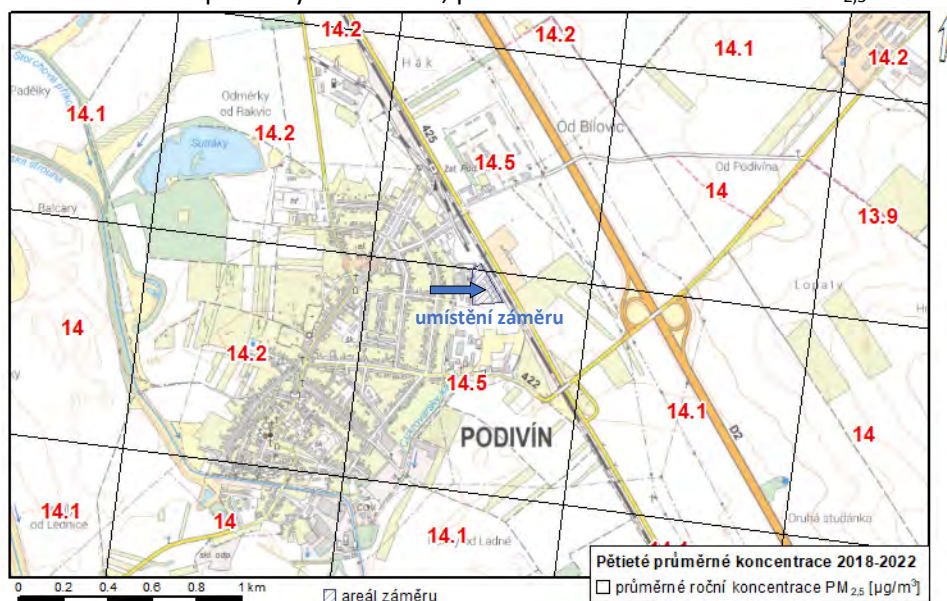 14.2
14.2
14.1
14.2
Hák
Padělky
14.1
Odměrky
od Rakvic
14.2
Sutráky
425
Od Bílovic
14.5
Od Podivína
14
13.9
Balcary
Lopaty
umístění záměru
14
14.2
14.5
422
14.1
14
PODIVÍN
D2
14.1
od Lednice
14
14.1
od Ladné
Druhá studánka
Pětieté průměrné koncentrace 2018-2022
průměrné roční koncentrace PM2,5 [µg/m³]
0 0.2 0.4 0.6 0.8 1 km
areál záměru